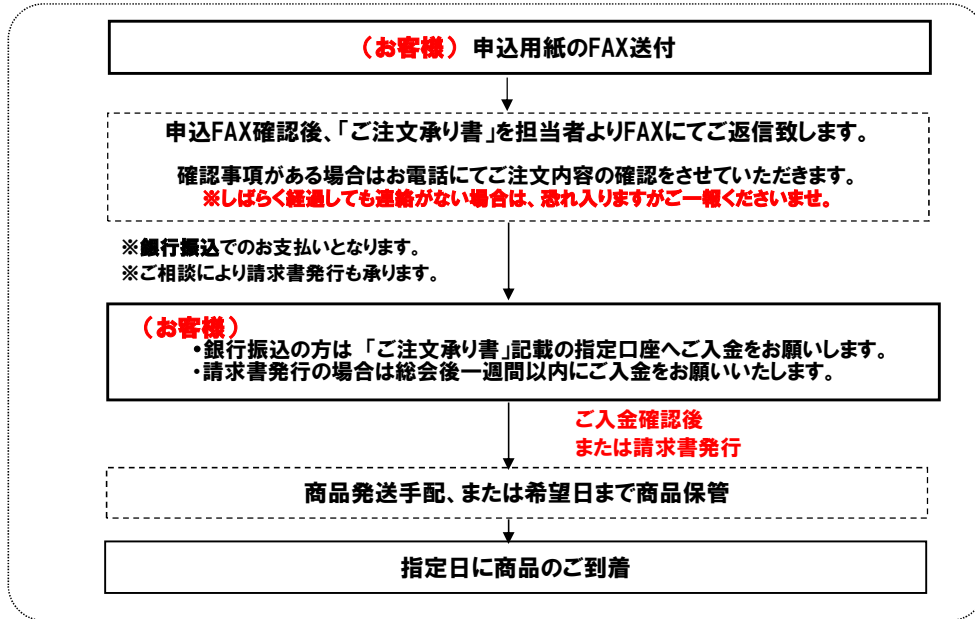 (お客様) 申込用紙のFAX送付
申込FAX確認後、「ご注文承り書」を担当者よりFAXにてご返信致します。
確認事項がある場合はお電話にてご注文内容の確認をさせていただきます。
※しばらく経過しても連絡がない場合は、恐れ入りますがご一報くださいませ。
※銀行振込でのお支払いとなります。
※ご相談により請求書発行も承ります。
(お客様)
・銀行振込の方は 「ご注文承り書」記載の指定口座へご入金をお願いします。
・請求書発行の場合は総会後一週間以内にご入金をお願いいたします。
ご入金確認後
または請求書発行
商品発送手配、または希望日まで商品保管
指定日に商品のご到着